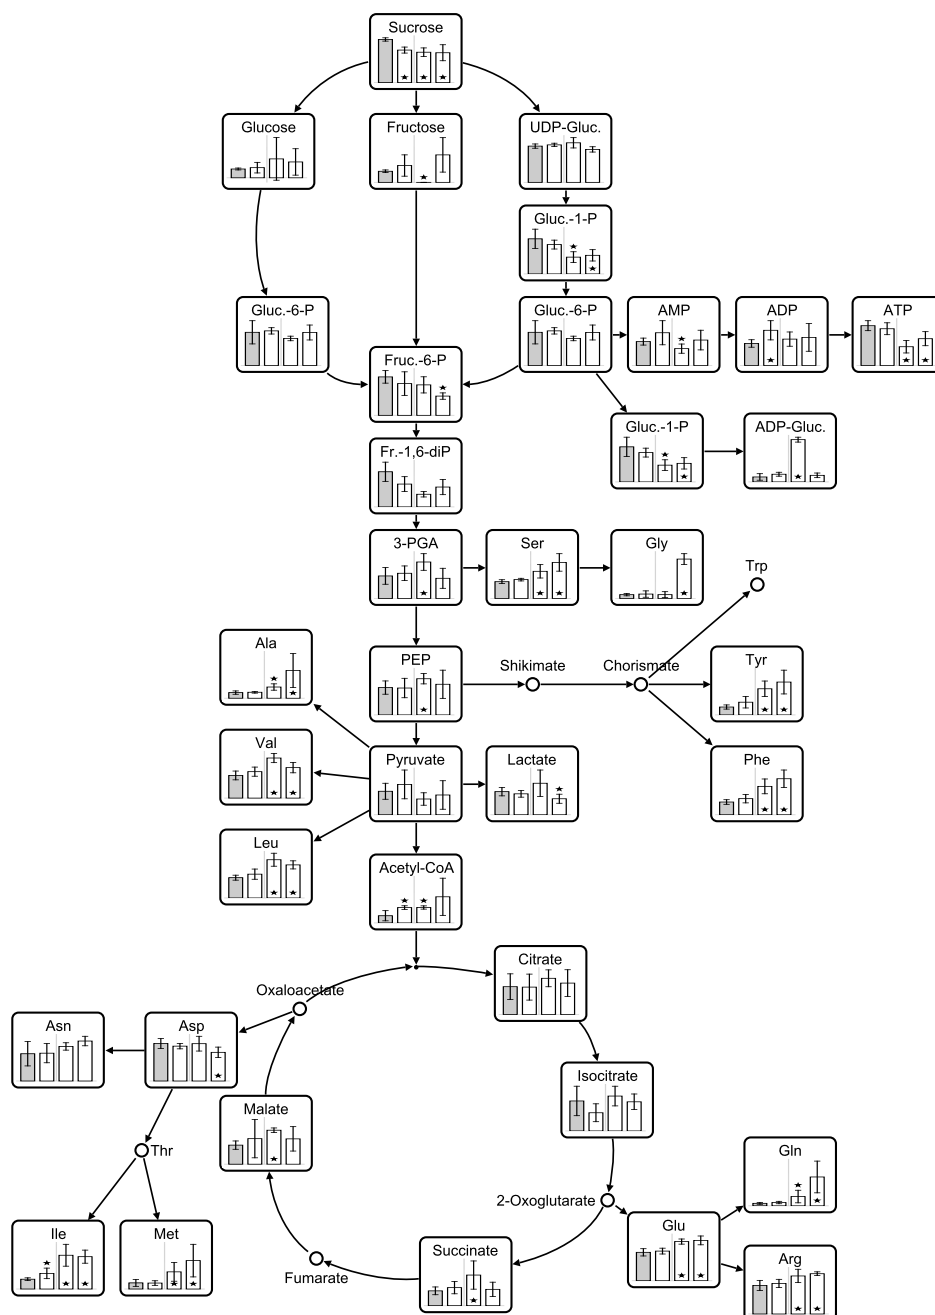 Sucrose
Glucose
Fructose
UDP-Gluc.
Gluc.-1-P
Gluc.-6-P
Gluc.-6-P
AMP
ADP
ATP
Fruc.-6-P
Gluc.-1-P
ADP-Gluc.
Fr.-1,6-diP
3-PGA
Ser
Gly
Trp
Ala
PEP
Shikimate
Chorismate
Tyr
Val
Pyruvate
Lactate
Phe
Leu
Acetyl-CoA
Citrate
Oxaloacetate
Asn
Asp
Isocitrate
Malate
Thr
Gln
2-Oxoglutarate
Ile
Met
Glu
Succinate
Fumarate
Arg